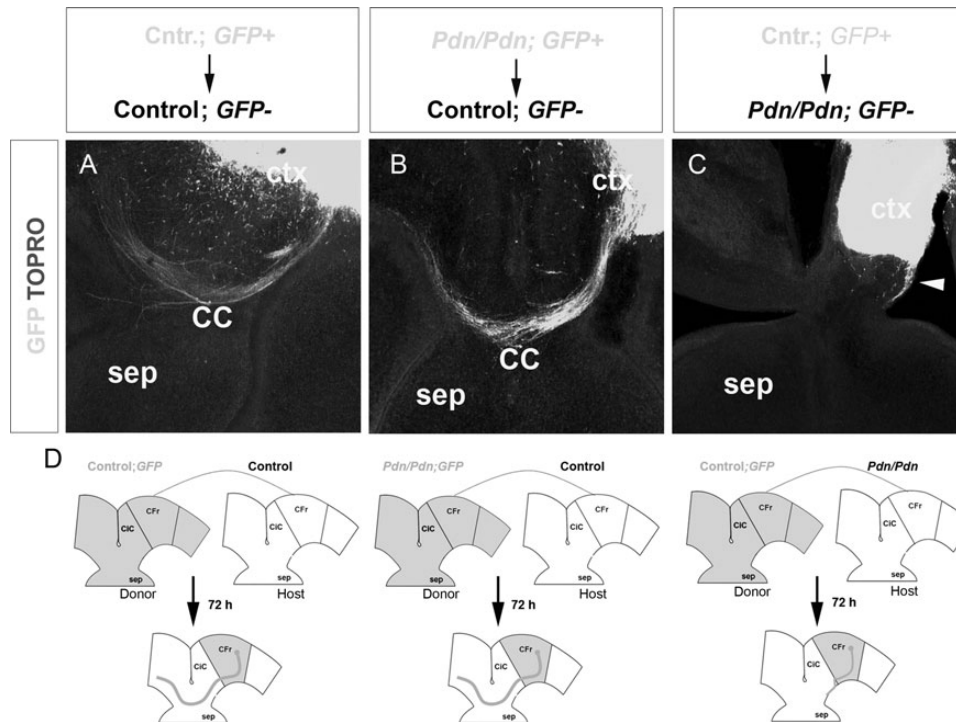 Cntr.; GFP+
Control; GFP-
Pdn/Pdn; GFP+
Control; GFP-
Cntr.; GFP+
Pdn/Pdn; GFP-
GFP TOPRO
A
ctx
CC
sep
B
ctx
CC
sep
C
ctx
D
Control;GFP
Control
CiC
CFr
sep
Donor
CiC
CFr
sep
Host
72 h
CiC
CFr
sep
Pdn/Pdn;GFP
Control
CiC
CFr
sep
Donor
CiC
CFr
sep
Host
72 h
CiC
CFr
sep
Control;GFP
Pdn/Pdn
CiC
CFr
sep
Donor
CiC
CFr
sep
Host
72 h
CiC
CFr
sep